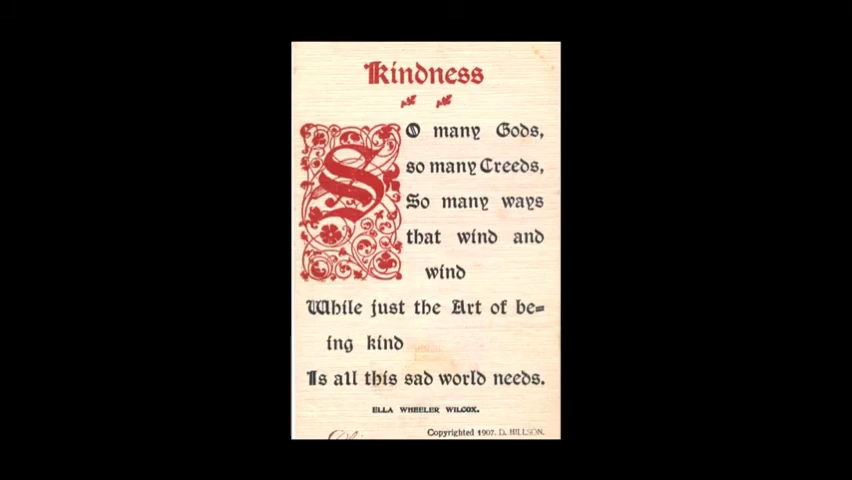 Kindness
SO many Gods,
so many Creeds,
So many ways
that wind and
wind
While just the Art of be=
ing kind
Is all this sad world needs.
ELLA WHEELER WILCOX.
Copyrighted 1907. D. HILLSON.